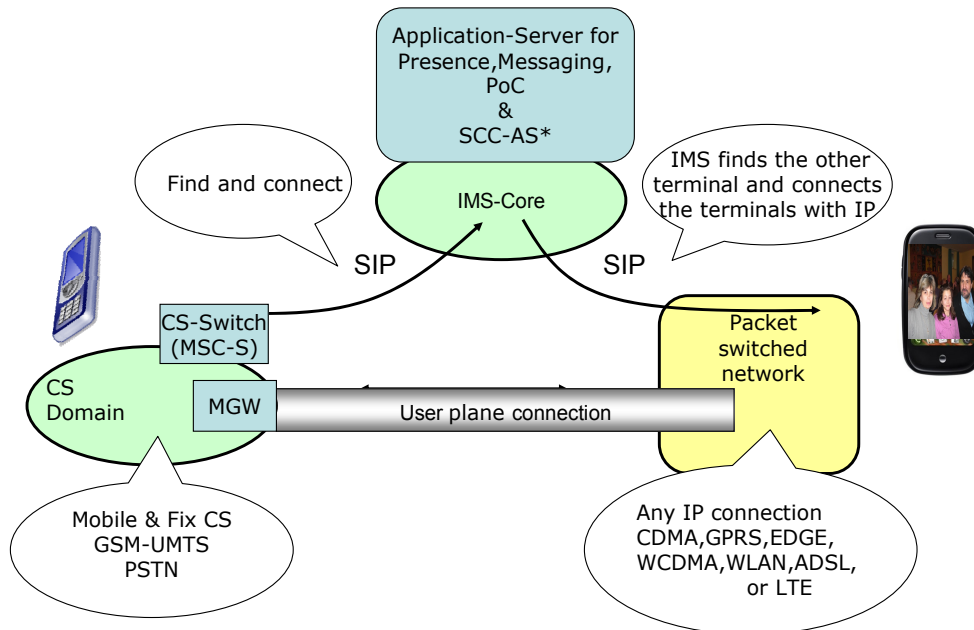 Application-Server for
Presence,Messaging,
PoC
&
SCC-AS*
Find and connect
IMS finds the other
terminal and connects
the terminals with IP
IMS-Core
SIP
SIP
CS-Switch
(MSC-S)
Packet
switched
network
CS
Domain
MGW
User plane connection
Mobile & Fix CS
GSM-UMTS
PSTN
Any IP connection
CDMA,GPRS,EDGE,
WCDMA,WLAN,ADSL,
or LTE